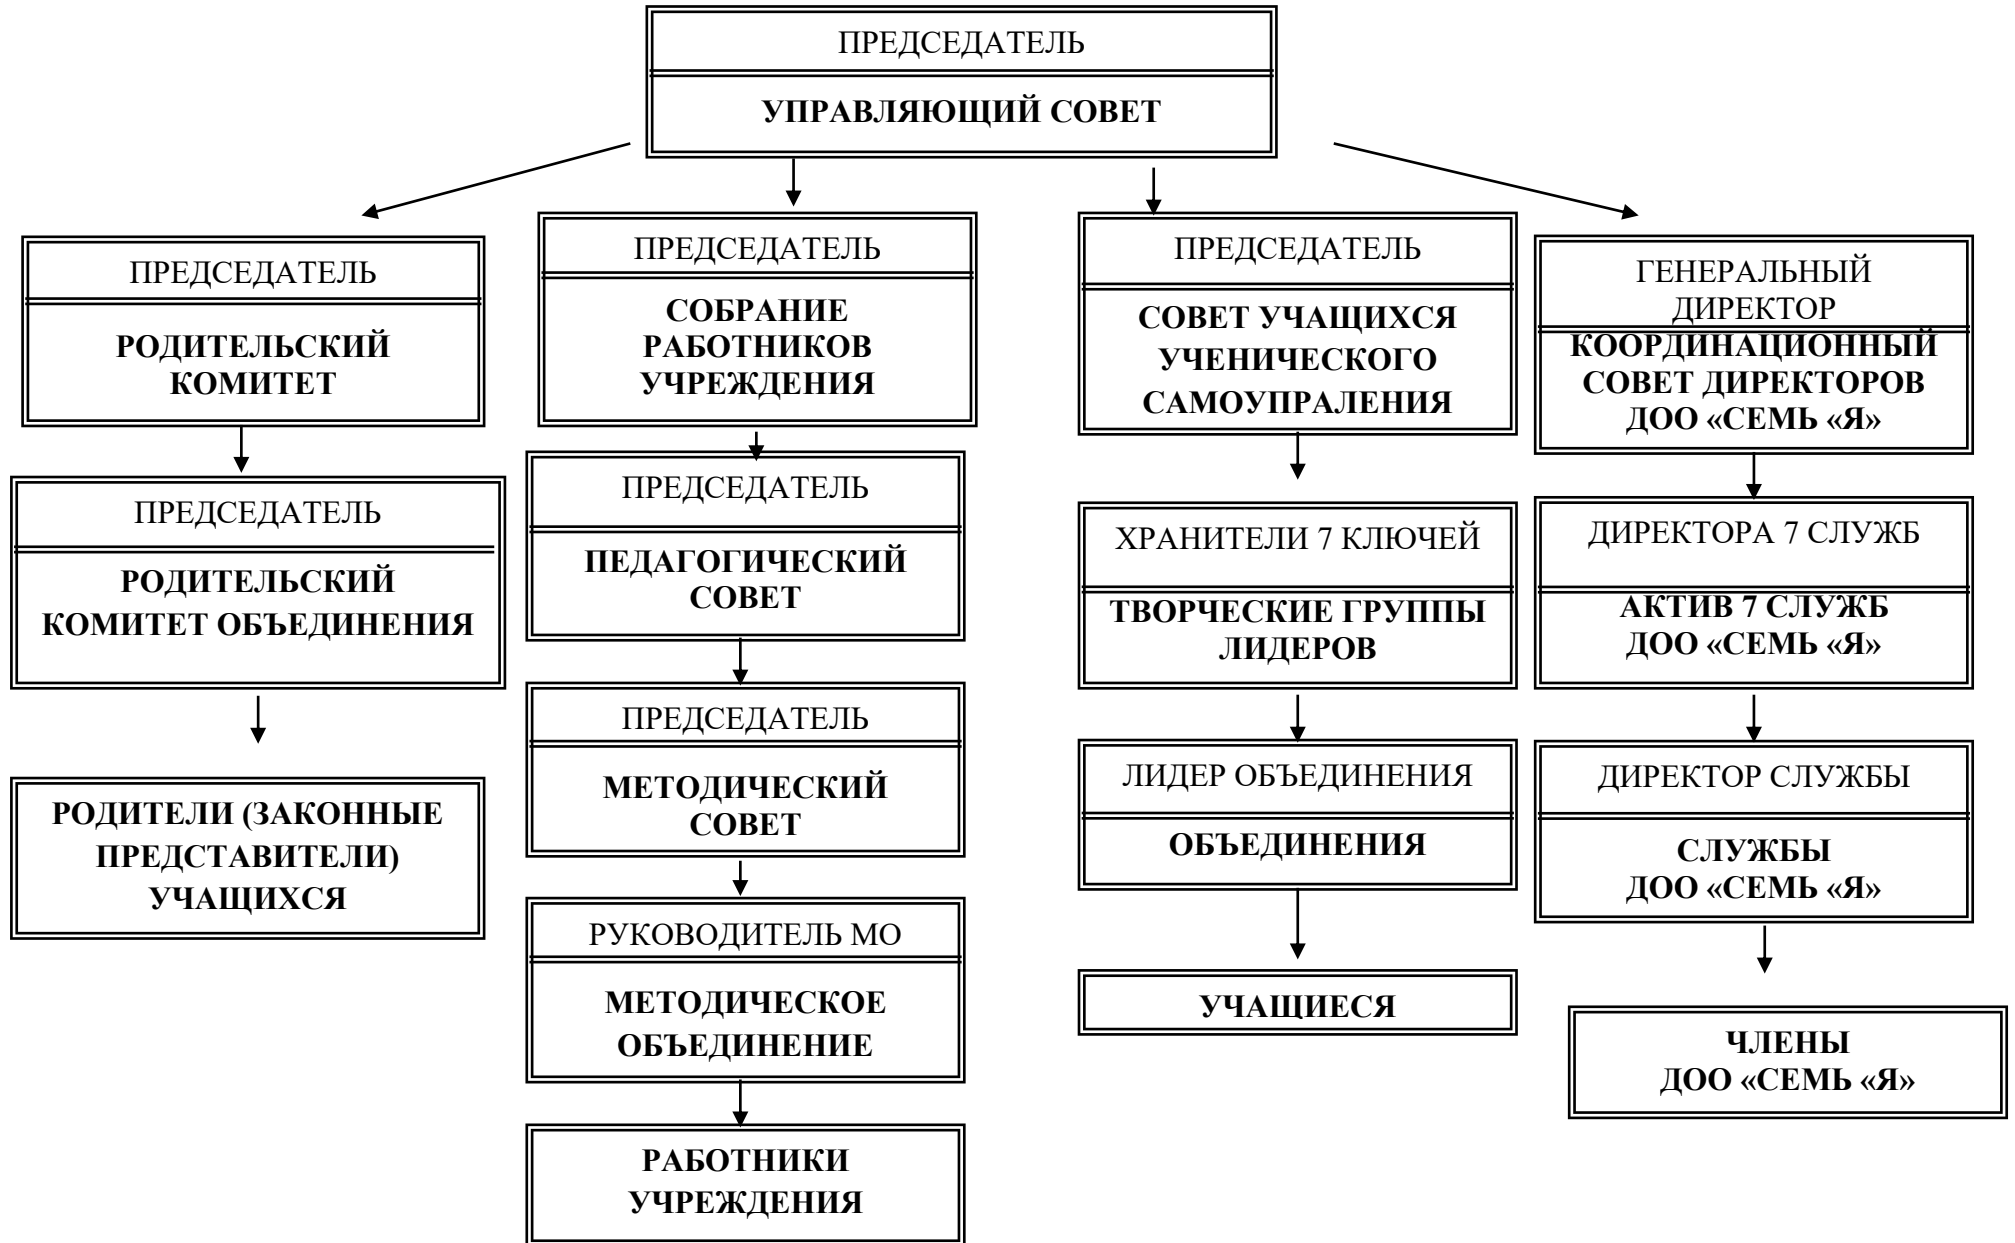 ПРЕДСЕДАТЕЛЬ
УПРАВЛЯЮЩИЙ СОВЕТ
ПРЕДСЕДАТЕЛЬ
РОДИТЕЛЬСКИЙ
КОМИТЕТ
ПРЕДСЕДАТЕЛЬ
РОДИТЕЛЬСКИЙ
КОМИТЕТ ОБЪЕДИНЕНИЯ
РОДИТЕЛИ (ЗАКОННЫЕ
ПРЕДСТАВИТЕЛИ)
УЧАЩИХСЯ
ПРЕДСЕДАТЕЛЬ
СОБРАНИЕ
РАБОТНИКОВ
УЧРЕЖДЕНИЯ
ПРЕДСЕДАТЕЛЬ
ПЕДАГОГИЧЕСКИЙ
СОВЕТ
ПРЕДСЕДАТЕЛЬ
МЕТОДИЧЕСКИЙ
СОВЕТ
РУКОВОДИТЕЛЬ МО
МЕТОДИЧЕСКОЕ
ОБЪЕДИНЕНИЕ
РАБОТНИКИ
УЧРЕЖДЕНИЯ
ПРЕДСЕДАТЕЛЬ
СОВЕТ УЧАЩИХСЯ
УЧЕНИЧЕСКОГО
САМОУПРАЛЕНИЯ
ХРАНИТЕЛИ 7 КЛЮЧЕЙ
ТВОРЧЕСКИЕ ГРУППЫ
ЛИДЕРОВ
ЛИДЕР ОБЪЕДИНЕНИЯ
ОБЪЕДИНЕНИЯ
УЧАЩИЕСЯ
ГЕНЕРАЛЬНЫЙ
ДИРЕКТОР
КООРДИНАЦИОННЫЙ
СОВЕТ ДИРЕКТОРОВ
ДОО «СЕМЬ «Я»
ДИРЕКТОРА 7 СЛУЖБ
АКТИВ 7 СЛУЖБ
ДОО «СЕМЬ «Я»
ДИРЕКТОР СЛУЖБЫ
СЛУЖБЫ
ДОО «СЕМЬ «Я»
ЧЛЕНЫ
ДОО «СЕМЬ «Я»